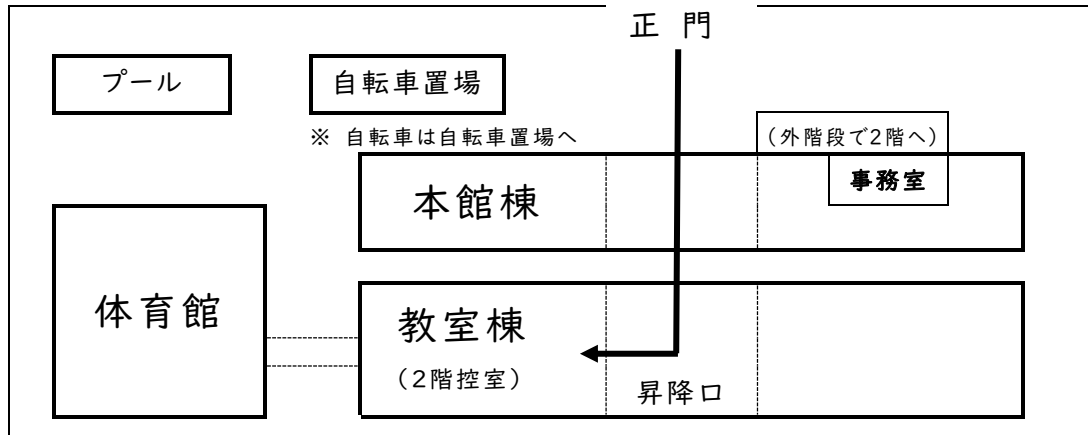 正 門
プール
自転車置場
※ 自転車は自転車置場へ
(外階段で2階へ)
事務室
本館棟
体育館
教室棟
(2階控室)
昇降口